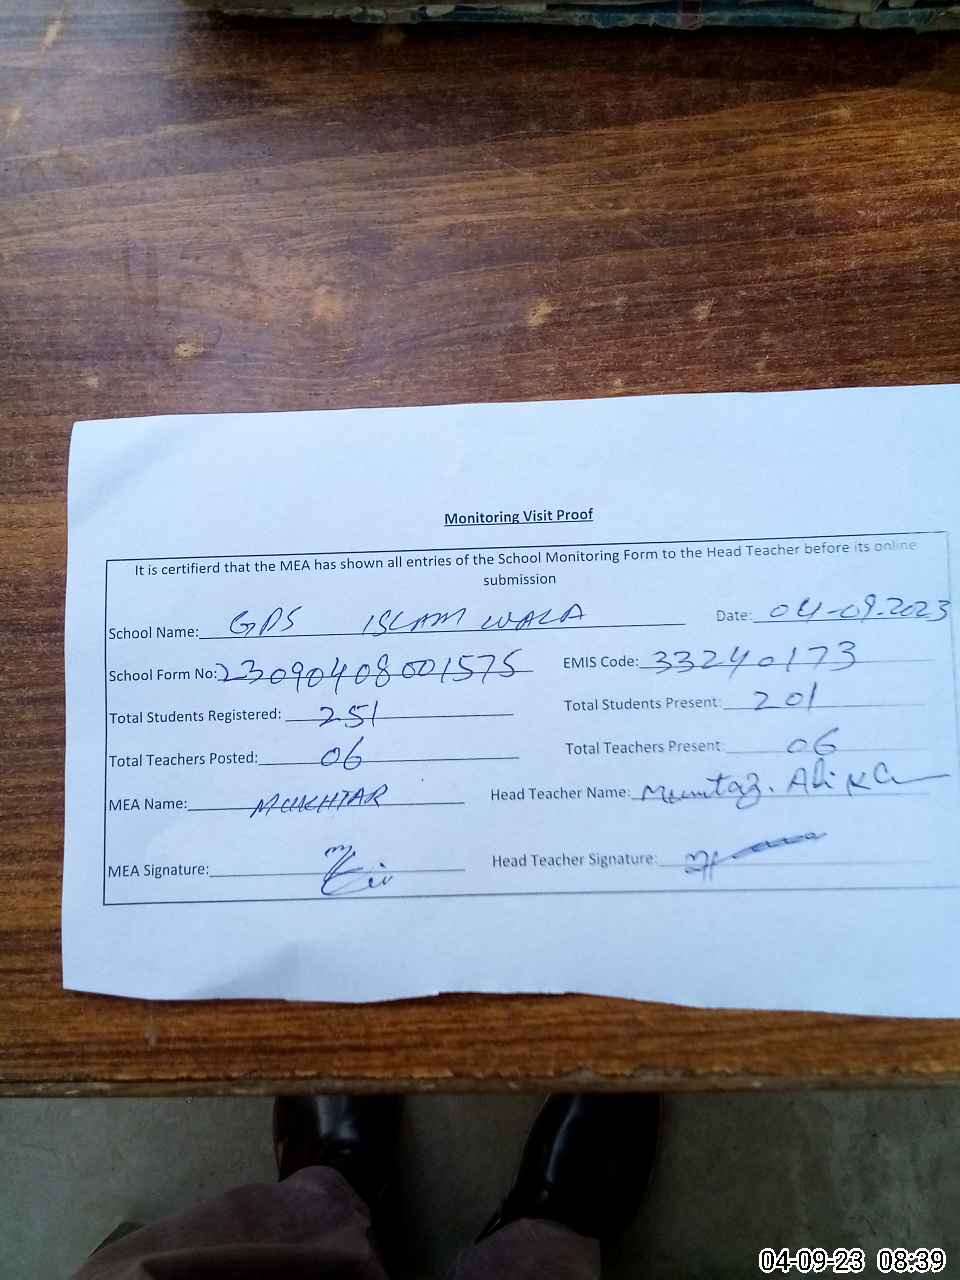 Monitoring Visit Proof
It is certifierd that the MEA has shown all entries of the School Monitoring Form to the Head Teacher before its online
submission
School Name: GPS ISLAM WALA Date: 04-09-2023
School Form No: 23090408001575 EMIS Code: 33240173
Total Students Registered: 251 Total Students Present: 201
Total Teachers Posted: 06 Total Teachers Present: 06
MEA Name: MUKHTAR Head Teacher Name: Mumtaz. Ali
MEA Signature: Head Teacher Signature:
04-09-23 08:39